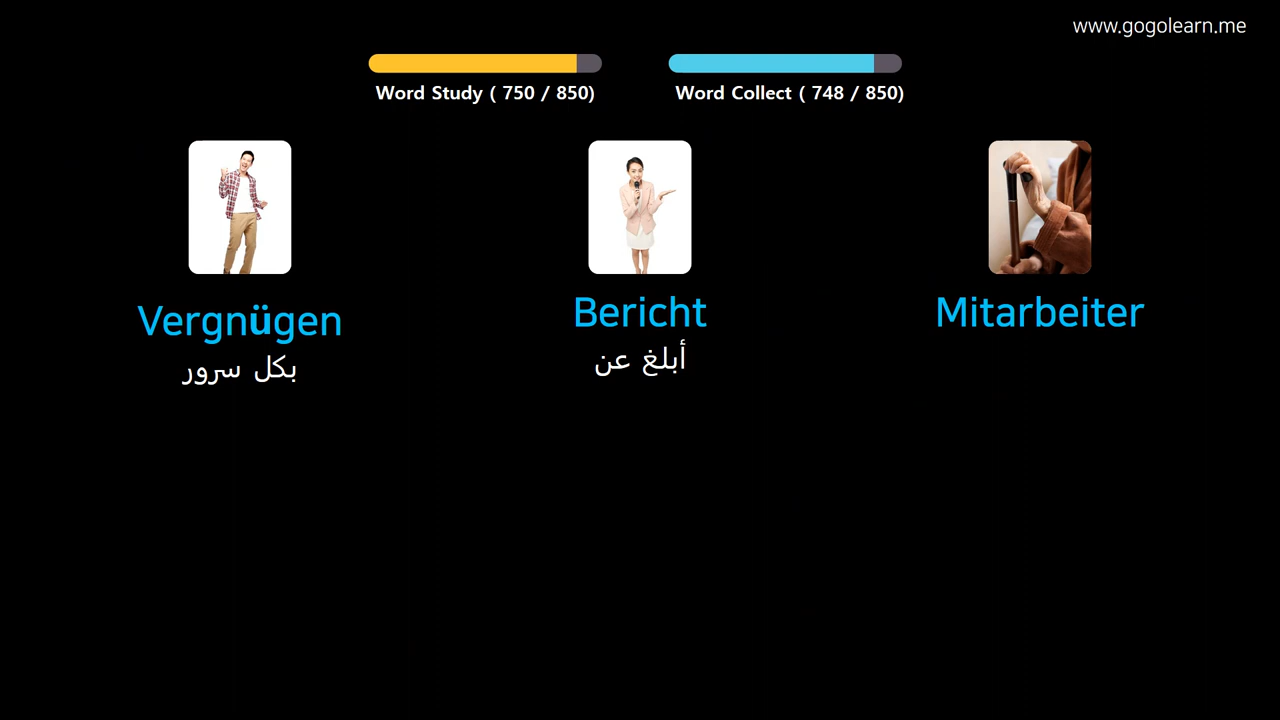 www.gogolearn.me
Word Study ( 750 / 850)
Word Collect ( 748 / 850)
Vergnügen
بكل سرور
Bericht
أبلغ عن
Mitarbeiter